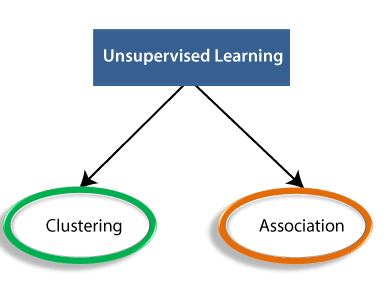 Unsupervised Learning
Clustering
Association